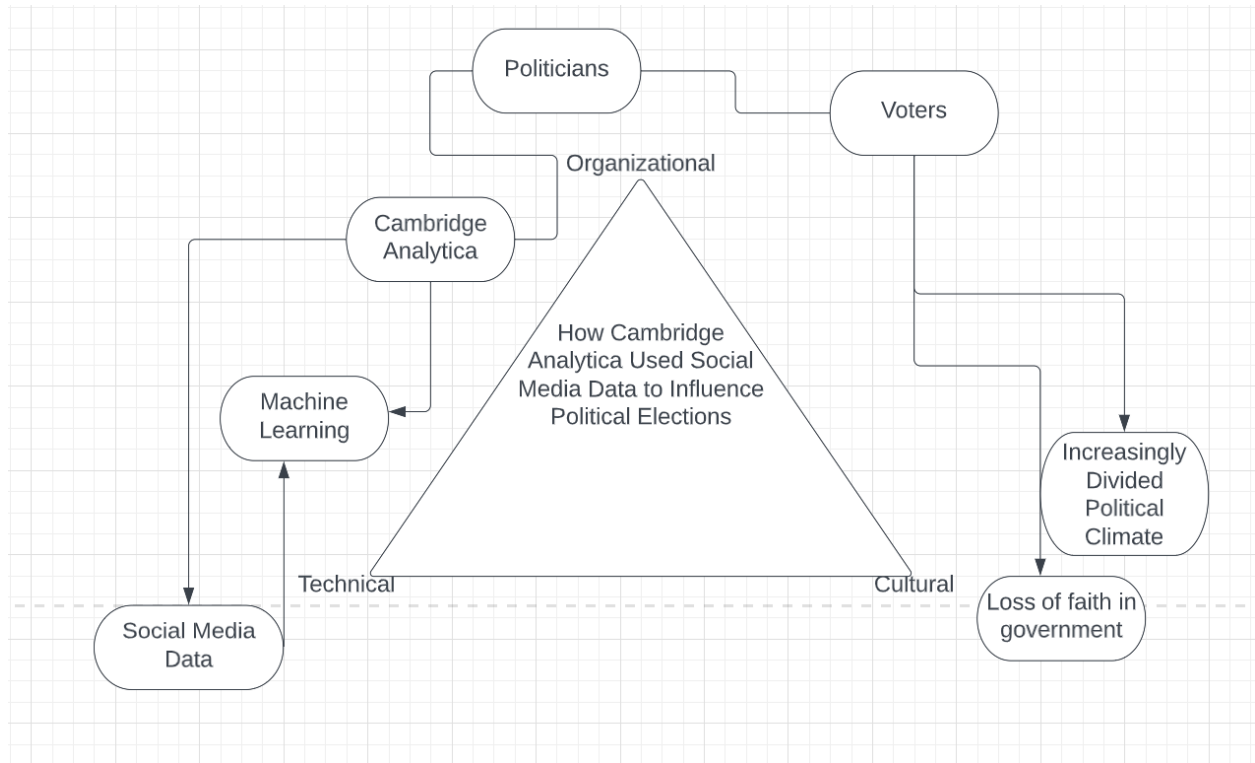 Politicians
Voters
Organizational
Cambridge
Analytica
How Cambridge
Analytica Used Social
Media Data to Influence
Political Elections
Machine
Learning
Increasingly
Divided
Political
Climate
Technical
Cultural
Loss of faith in
government
Social Media
Data